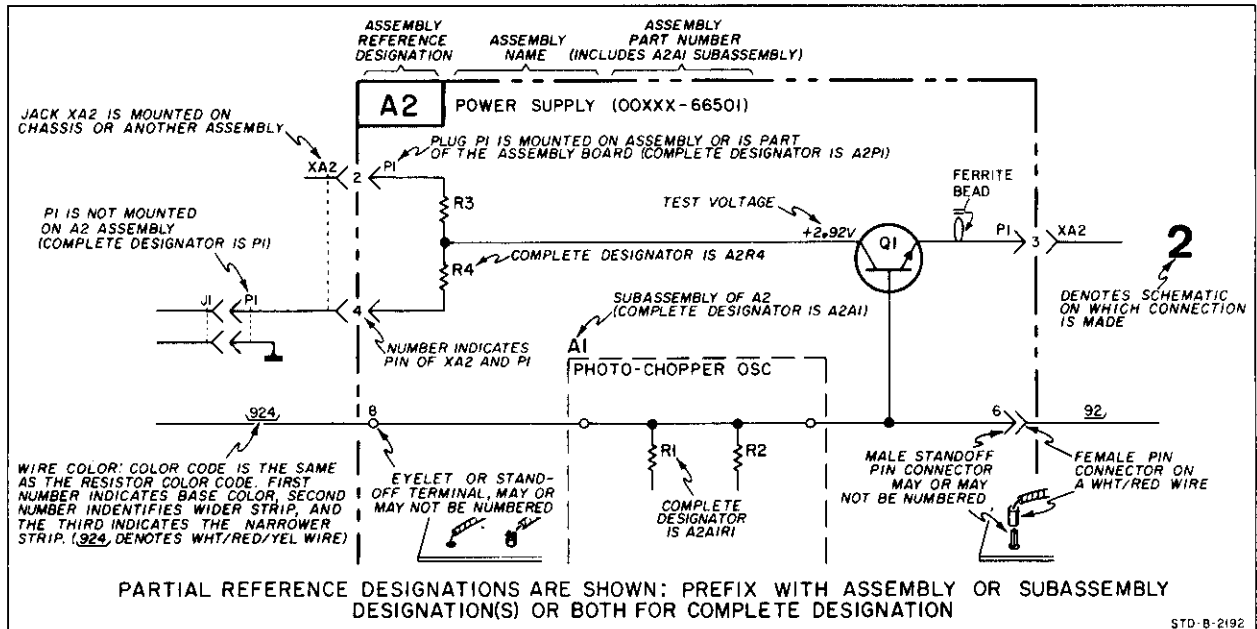 ASSEMBLY
REFERENCE
DESIGNATION
ASSEMBLY
NAME
ASSEMBLY
PART NUMBER
(INCLUDES A2A1 SUBASSEMBLY)
A2
POWER SUPPLY (00XXX-66501)
JACK XA2 IS MOUNTED ON
CHASSIS OR ANOTHER ASSEMBLY
PLUG P1 IS MOUNTED ON ASSEMBLY OR IS PART
OF THE ASSEMBLY BOARD (COMPLETE DESIGNATOR IS A2P1)
XA2
2
P1
R3
P1 IS NOT MOUNTED
ON A2 ASSEMBLY
(COMPLETE DESIGNATOR IS P1)
TEST VOLTAGE
+2.92V
Q1
FERRITE
BEAD
P1
3
XA2
2
DENOTES SCHEMATIC
ON WHICH CONNECTION
IS MADE
R4
COMPLETE DESIGNATOR IS A2R4
J1
P1
4
NUMBER INDICATES
PIN OF XA2 AND P1
SUBASSEMBLY OF A2
(COMPLETE DESIGNATOR IS A2A1)
A1
PHOTO-CHOPPER OSC
924
8
R1
R2
6
92
WIRE COLOR: COLOR CODE IS THE SAME
AS THE RESISTOR COLOR CODE. FIRST
NUMBER INDICATES BASE COLOR, SECOND
NUMBER INDENTIFIES WIDER STRIP, AND
THE THIRD INDICATES THE NARROWER
STRIP. (924 DENOTES WHT/RED/YEL WIRE)
EYELET OR STAND-
OFF TERMINAL, MAY OR
MAY NOT BE NUMBERED
COMPLETE
DESIGNATOR
IS A2A1R1
MALE STANDOFF
PIN CONNECTOR
MAY OR MAY
NOT BE NUMBERED
FEMALE PIN
CONNECTOR ON
A WHT/RED WIRE
PARTIAL REFERENCE DESIGNATIONS ARE SHOWN: PREFIX WITH ASSEMBLY OR SUBASSEMBLY
DESIGNATION(S) OR BOTH FOR COMPLETE DESIGNATION
STD-B-2192